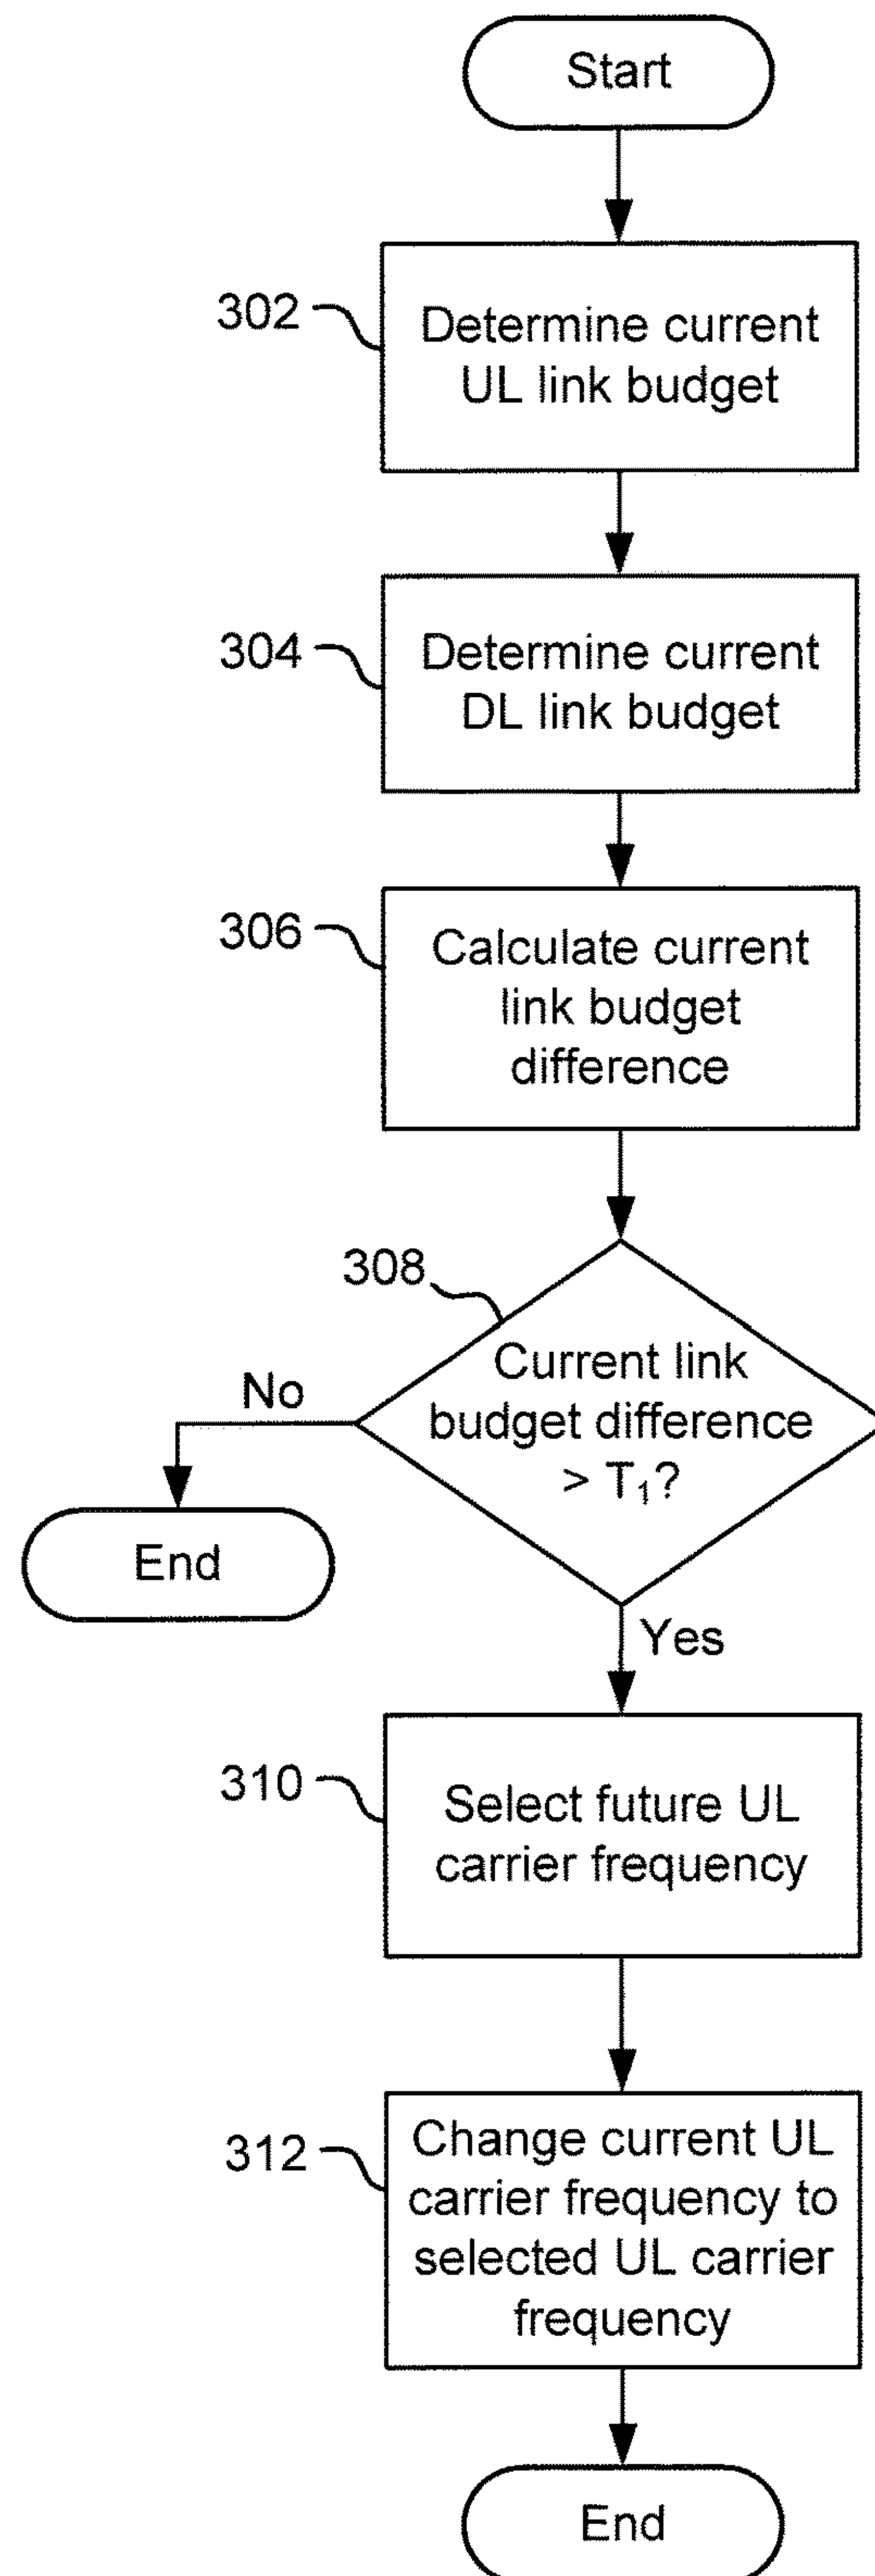 Start
302
Determine current
UL link budget
304
Determine current
DL link budget
306
Calculate current
link budget
difference
308
Current link
budget difference
> T₁?
No
End
Yes
310
Select future UL
carrier frequency
312
Change current UL
carrier frequency to
selected UL carrier
frequency
End